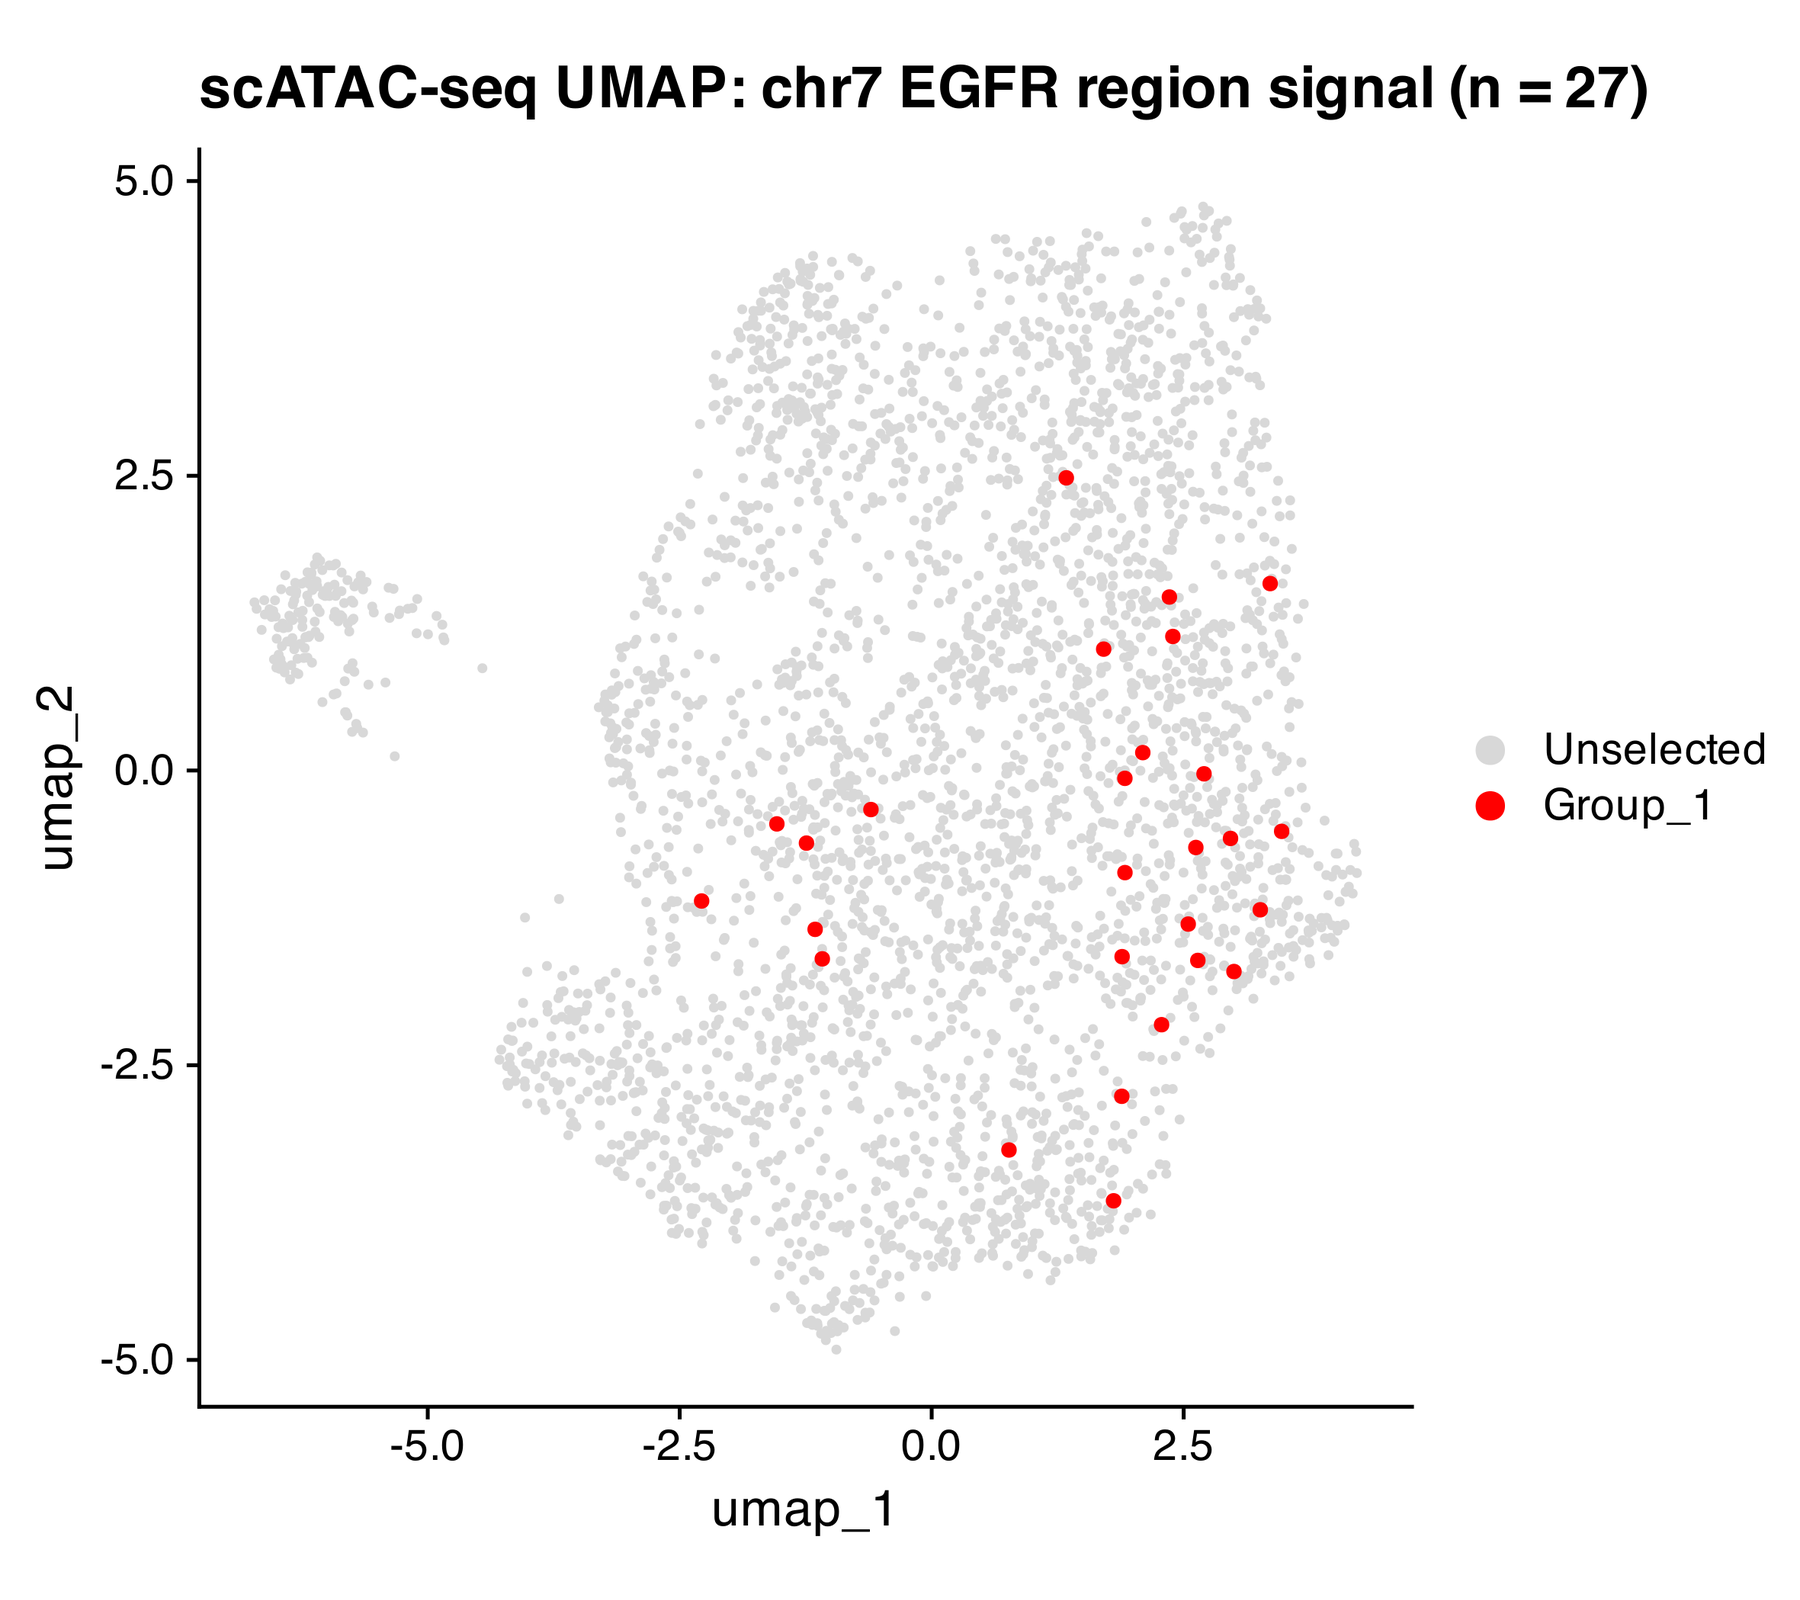 scATAC-seq UMAP: chr7 EGFR region signal (n = 27)
5.0
2.5
0.0
-2.5
-5.0
umap_2
-5.0
-2.5
0.0
2.5
umap_1
Unselected
Group_1